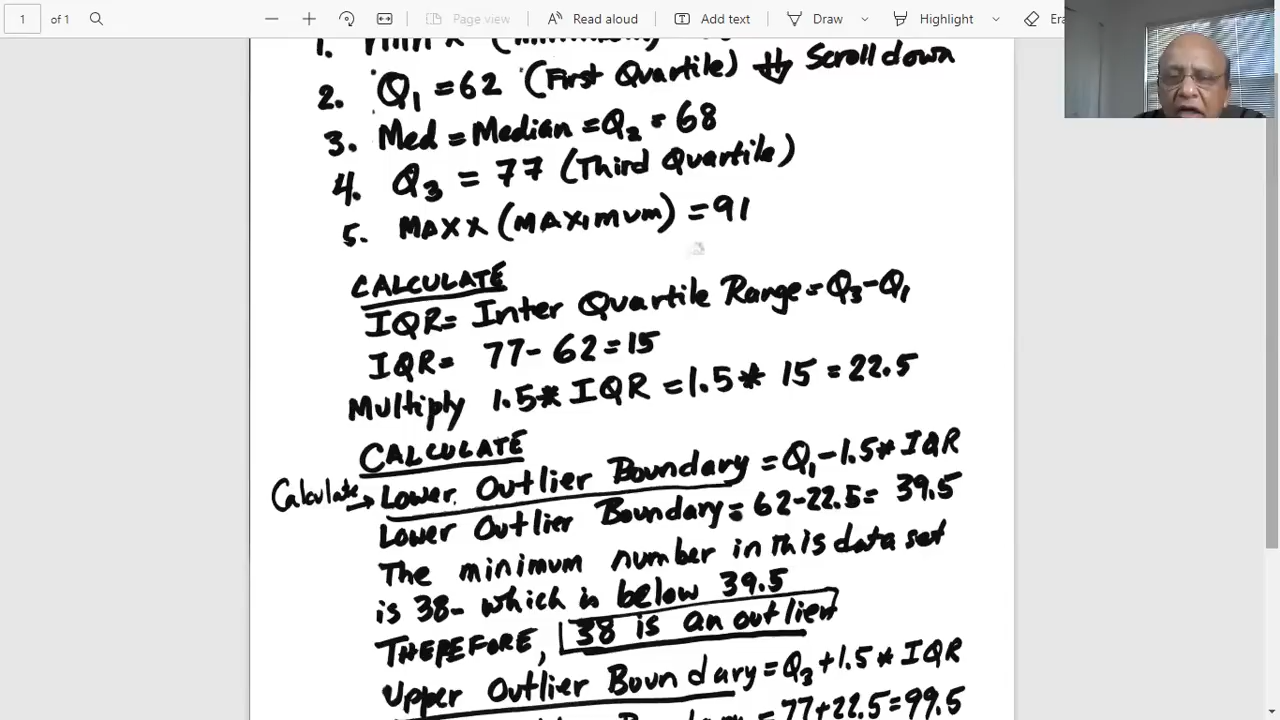 1 of 1 Page view Read aloud Add text Draw Highlight
1.
2. Q1 = 62 (First Quartile) Scroll down
3. Med = Median = Q2 = 68
4. Q3 = 77 (Third Quartile)
5. MAXX (MAXIMUM) = 91
CALCULATE
IQR = Inter Quartile Range = Q3 - Q1
IQR = 77 - 62 = 15
Multiply 1.5* IQR = 1.5* 15 = 22.5
CALCULATE
Calculate → Lower Outlier Boundary = Q1 - 1.5* IQR
Lower Outlier Boundary = 62 - 22.5 = 39.5
The minimum number in this data set
is 38 - which is below 39.5
THEREFORE, 38 is an outlier
Upper Outlier Boundary = Q3 + 1.5* IQR
= 77 + 22.5 = 99.5